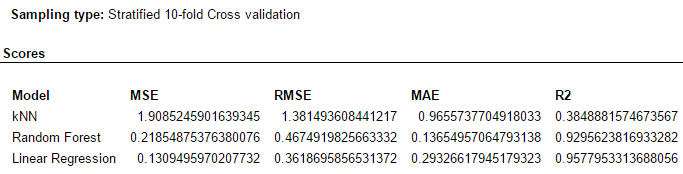 Sampling type: Stratified 10-fold Cross validation
Scores
Model MSE RMSE MAE R2
kNN 1.9085245901639345 1.381493608441217 0.9655737704918033 0.3848881574673567
Random Forest 0.21854875376380076 0.4674919825663332 0.13654957064793138 0.9295623816933282
Linear Regression 0.1309495970207732 0.3618695856531372 0.29326617945179323 0.9577953313688056